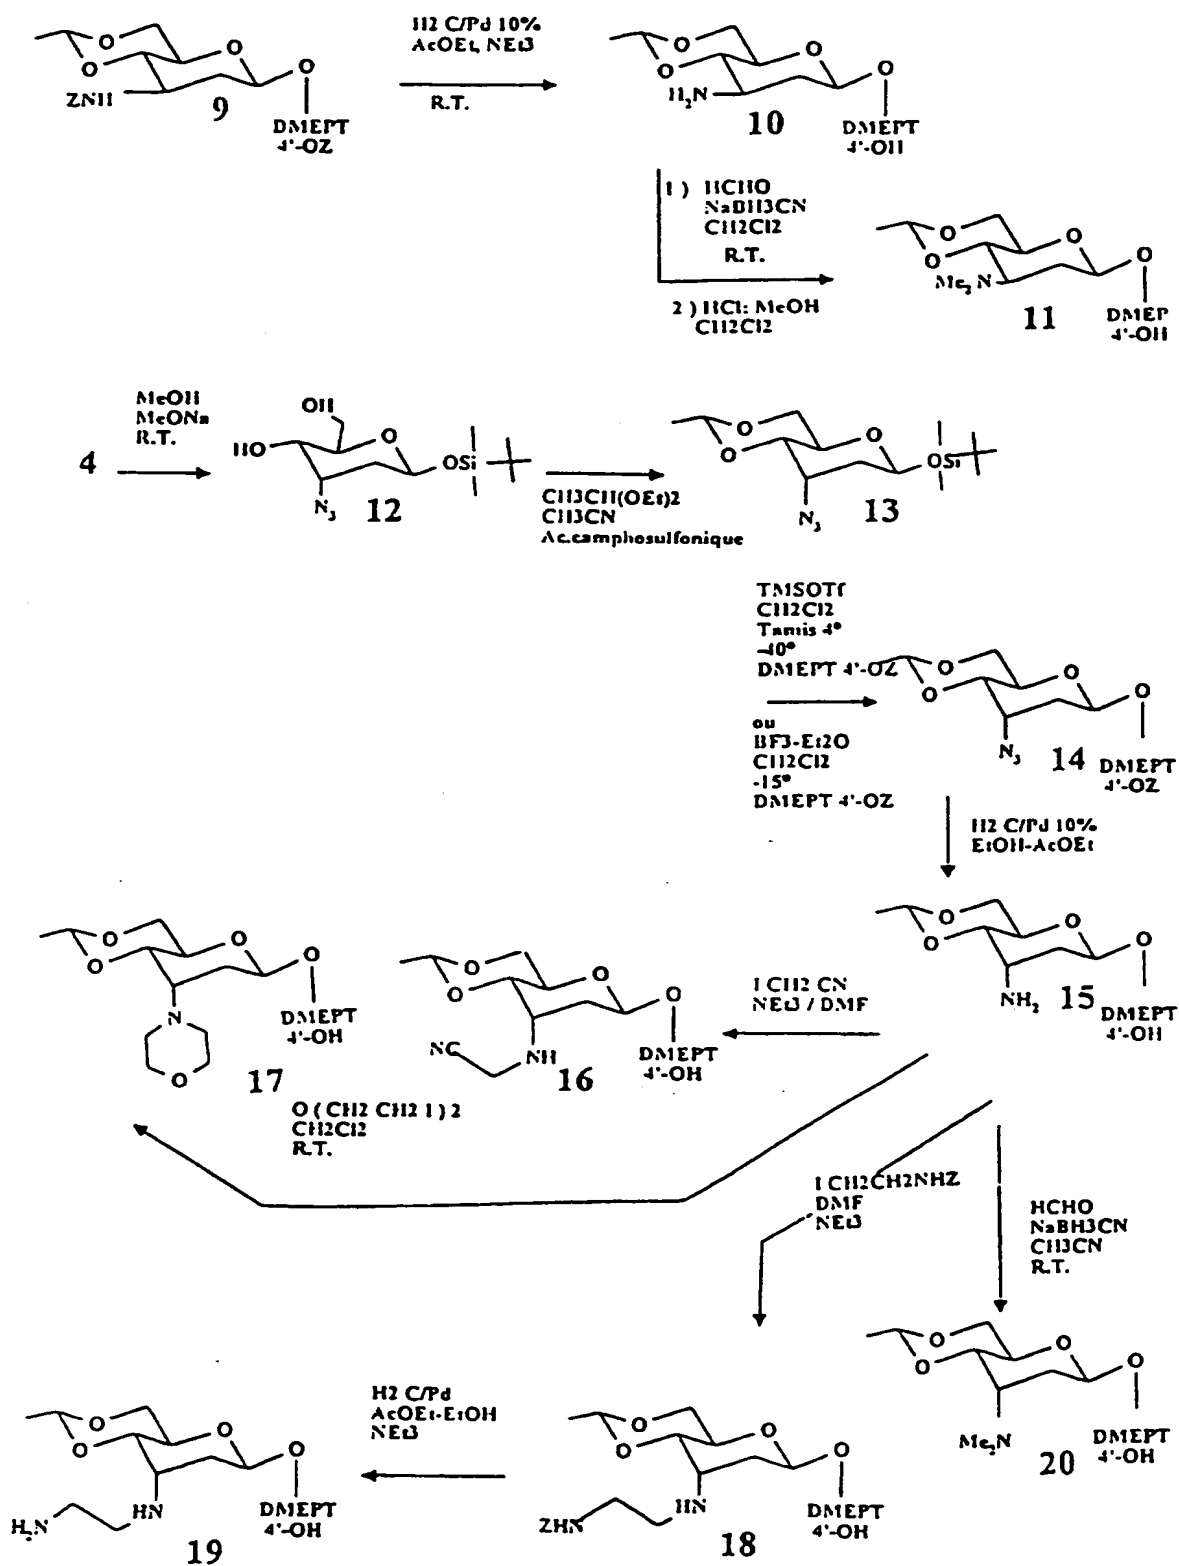 H2 C/Pd 10%
AcOEt, NEt3
R.T.
O
O
O
O
ZNH
9
DMEPT
4'-OZ
O
O
O
O
H2N
10
DMEPT
4'-OH
1 ) HCHO
NaBH3CN
CH2Cl2
R.T.
2 ) HCl: MeOH
CH2Cl2
O
O
O
O
Me2 N
11
DMEP
4'-OH
4
MeOH
MeONa
R.T.
OH
HO
O
OSi
N3
12
CH3CH(OEt)2
CH3CN
Ac.camphosulfonique
O
O
O
OSi
N3
13
TMSOTf
CH2Cl2
Tamis 4°
-40°
DMEPT 4'-OZ
ou
BF3-Et2O
CH2Cl2
-15°
DMEPT 4'-OZ
O
O
O
O
N3
14
DMEPT
4'-OZ
H2 C/Pd 10%
EtOH-AcOEt
O
O
O
O
NH2
15
DMEPT
4'-OH
I CH2 CN
NEt3 / DMF
O
O
O
O
NC
NH
16
DMEPT
4'-OH
O
O
O
O
N
O
17
DMEPT
4'-OH
O ( CH2 CH2 I ) 2
CH2Cl2
R.T.
I CH2CH2NHZ
DMF
NEt3
HCHO
NaBH3CN
CH3CN
R.T.
O
O
O
O
Me2N
20
DMEPT
4'-OH
O
O
O
O
ZHN
HN
18
DMEPT
4'-OH
H2 C/Pd
AcOEt-EtOH
NEt3
O
O
O
O
H2N
HN
19
DMEPT
4'-OH